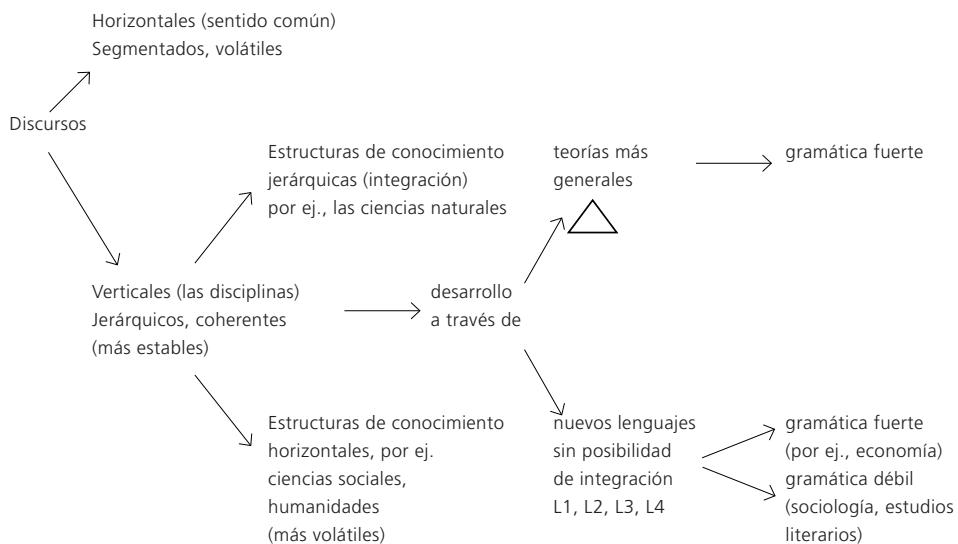 Horizontales (sentido común)
Segmentados, volátiles
Discursos
Estructuras de conocimiento
jerárquicas (integración)
por ej., las ciencias naturales
teorías más
generales
gramática fuerte
Verticales (las disciplinas)
Jerárquicos, coherentes
(más estables)
desarrollo
a través de
Estructuras de conocimiento
horizontales, por ej.
ciencias sociales,
humanidades
(más volátiles)
nuevos lenguajes
sin posibilidad
de integración
L1, L2, L3, L4
gramática fuerte
(por ej., economía)
gramática débil
(sociología, estudios
literarios)